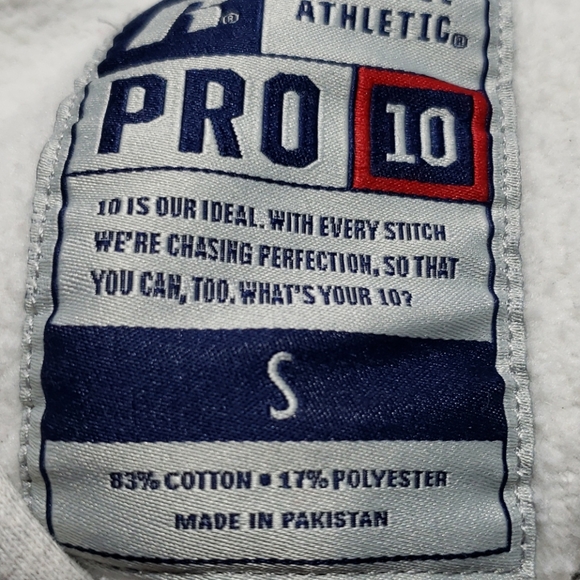 R®
ATHLETIC®
PRO 10
10 IS OUR IDEAL. WITH EVERY STITCH
WE'RE CHASING PERFECTION, SO THAT
YOU CAN, TOO. WHAT'S YOUR 10?
S
83% COTTON • 17% POLYESTER
MADE IN PAKISTAN